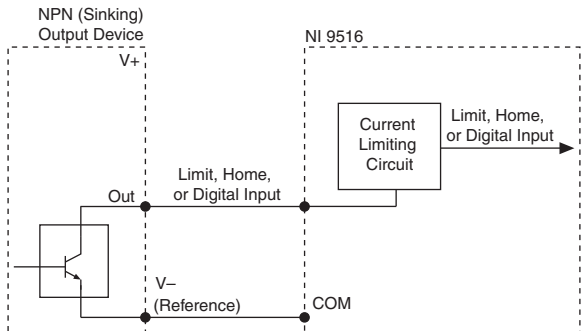 NPN (Sinking)
Output Device
V+
NI 9516
Current
Limiting
Circuit
Limit, Home,
or Digital Input
Limit, Home,
or Digital Input
Out
V–
(Reference)
COM